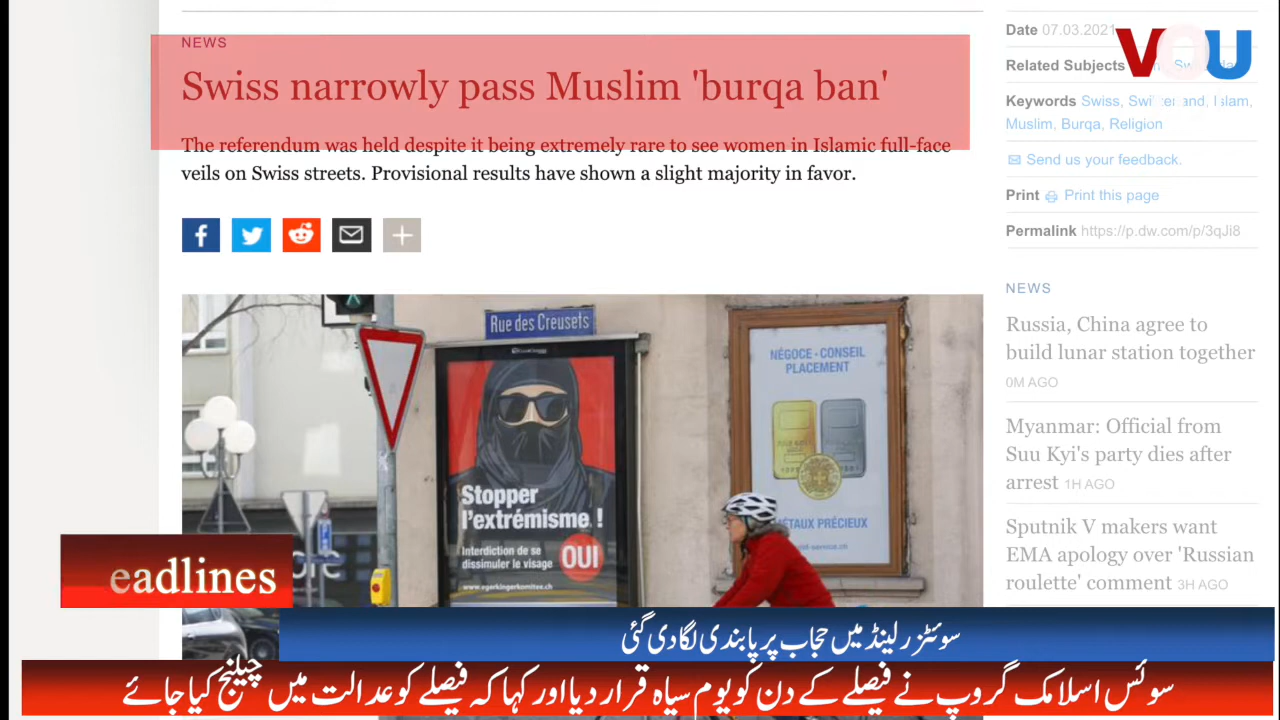 NEWS
Swiss narrowly pass Muslim 'burqa ban'
The referendum was held despite it being extremely rare to see women in Islamic full-face
veils on Swiss streets. Provisional results have shown a slight majority in favor.
Date 07.03.2021
VOU
Related Subjects
Keywords Swiss, Switzerland, Islam,
Muslim, Burqa, Religion
Send us your feedback.
Print Print this page
Permalink https://p.dw.com/p/3qJi8
NEWS
Russia, China agree to
build lunar station together
0M AGO
Myanmar: Official from
Suu Kyi's party dies after
arrest 1H AGO
Sputnik V makers want
EMA apology over 'Russian
roulette' comment 3H AGO
Rue des Creusets
Stopper
l'extrémisme !
Interdiction de se
dissimuler le visage
OUI
www.egerkingerkomitee.ch
NÉGOCE - CONSEIL
PLACEMENT
MÉTAUX PRÉCIEUX
eadlines
سوئٹزرلینڈ میں حجاب پر پابندی لگا دی گئی
سوئس اسلامک گروپ نے فیصلے کے دن کو یوم سیاہ قرار دیا اور کہا کہ فیصلے کو عدالت میں چیلنج کیا جائے